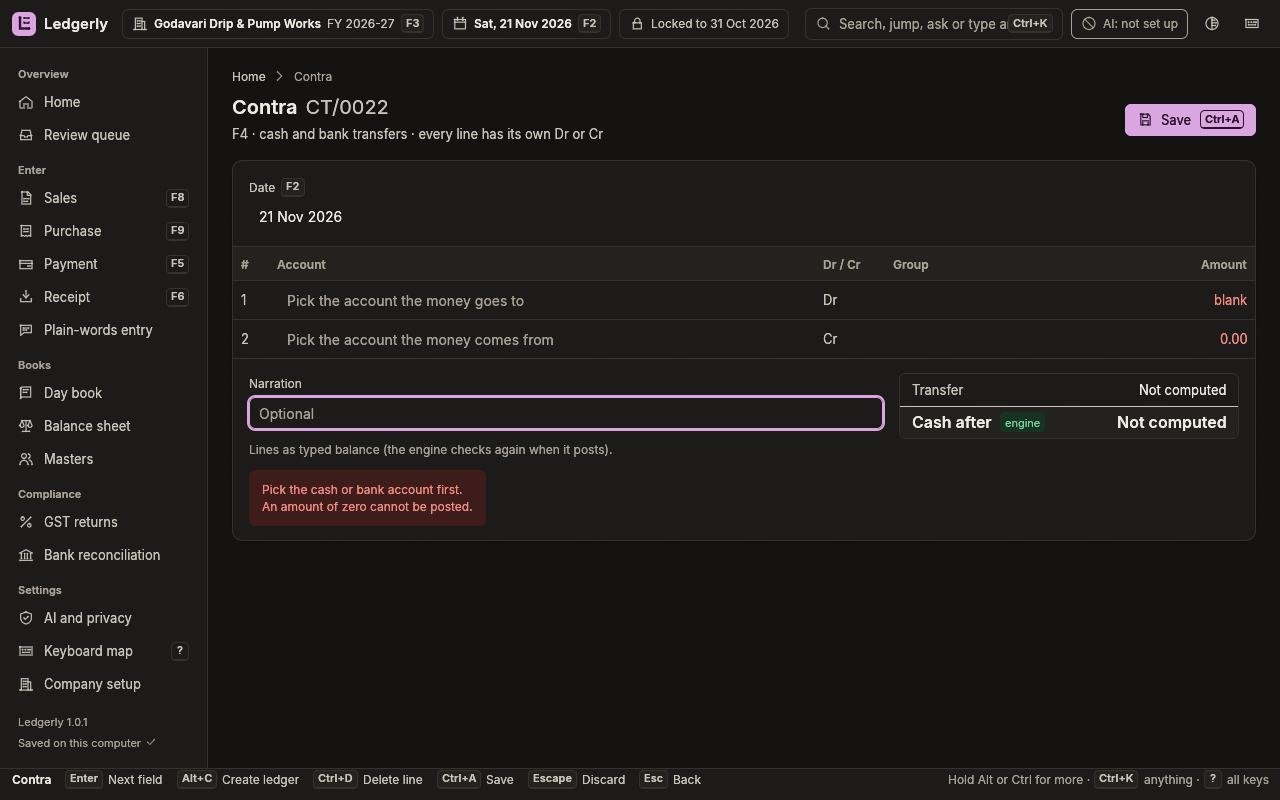 Ledgerly
Godavari Drip & Pump Works FY 2026-27 F3
Sat, 21 Nov 2026 F2
Locked to 31 Oct 2026
Search, jump, ask or type a Ctrl+K
AI: not set up
Overview
Home
Review queue
Enter
Sales F8
Purchase F9
Payment F5
Receipt F6
Plain-words entry
Books
Day book
Balance sheet
Masters
Compliance
GST returns
Bank reconciliation
Settings
AI and privacy
Keyboard map ?
Company setup
Ledgerly 1.0.1
Saved on this computer
Home > Contra
Contra CT/0022
F4 · cash and bank transfers · every line has its own Dr or Cr
Save Ctrl+A
Date F2
21 Nov 2026
# Account Dr / Cr Group Amount
1 Pick the account the money goes to Dr blank
2 Pick the account the money comes from Cr 0.00
Narration
Optional
Lines as typed balance (the engine checks again when it posts).
Pick the cash or bank account first.
An amount of zero cannot be posted.
Transfer Not computed
Cash after engine Not computed
Contra Enter Next field Alt+C Create ledger Ctrl+D Delete line Ctrl+A Save Escape Discard Esc Back
Hold Alt or Ctrl for more · Ctrl+K anything · ? all keys